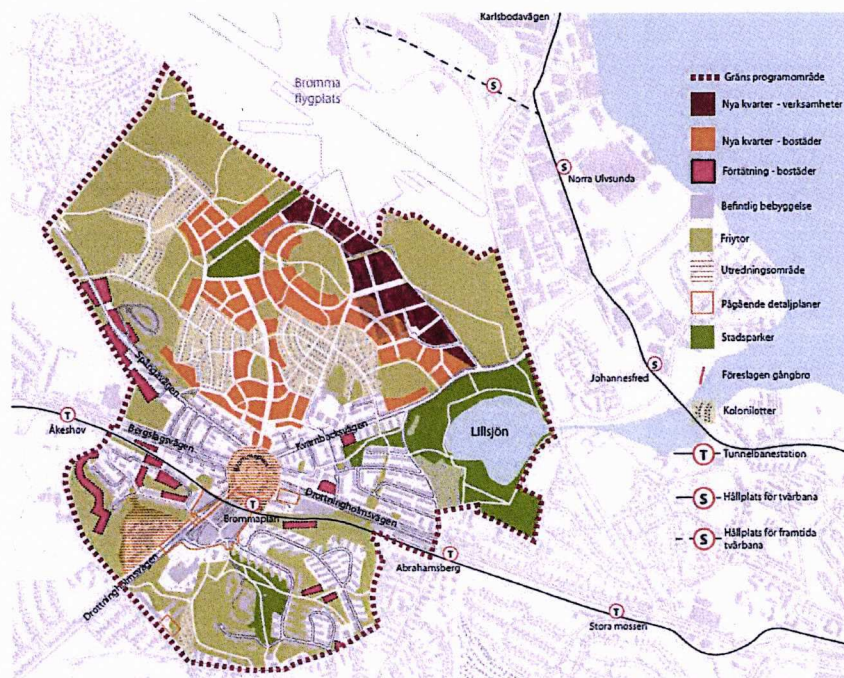 Karlsbodavägen
Bromma
flygplats
S
S
Norra Ulvsunda
S
Johannesfred
Spångavägen
T
Åkeshov
Bergslagsvägen
Kvarnbacksvägen
Lillsjön
Drottningholmsvägen
T
Brommaplan
T
Abrahamsberg
Drottningholmsvägen
T
Stora mossen
Gräns programområde
Nya kvarter - verksamheter
Nya kvarter - bostäder
Förtätning - bostäder
Befintlig bebyggelse
Friytor
Utredningsområde
Pågående detaljplaner
Stadsparker
Föreslagen gångbro
Kolonilotter
T Tunnelbanestation
S Hållplats för tvärbana
S Hållplats för framtida
tvärbana